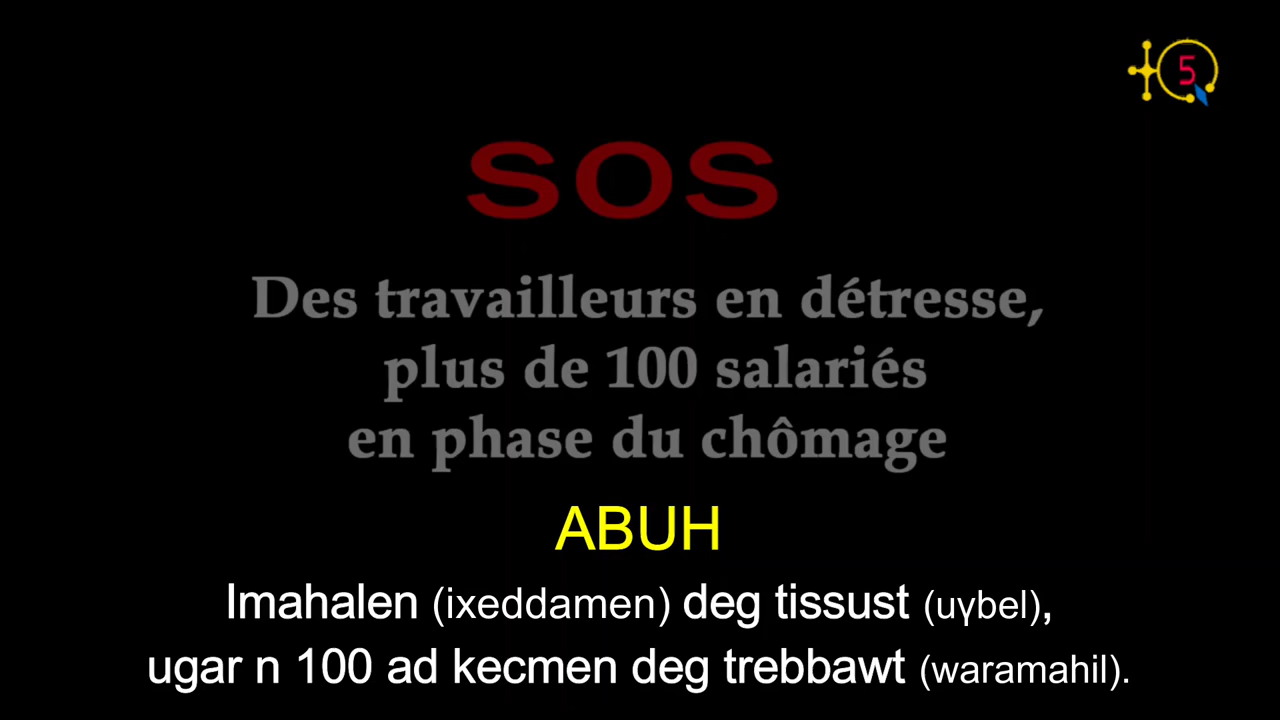 5
SOS
Des travailleurs en détresse,
plus de 100 salariés
en phase du chômage
ABUH
Imahalen (ixeddamen) deg tissust (uɣbel),
ugar n 100 ad kecmen deg trebbawt (waramahil).